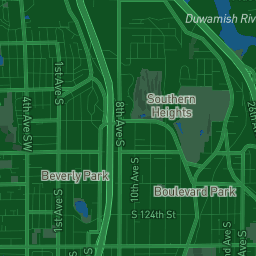 Duwamish Riv
1st Ave S
4th Ave SW
8th Ave S
Southern
Heights
Beverly Park
10th Ave S
Boulevard Park
1st Ave S
S 124th St
Ave S